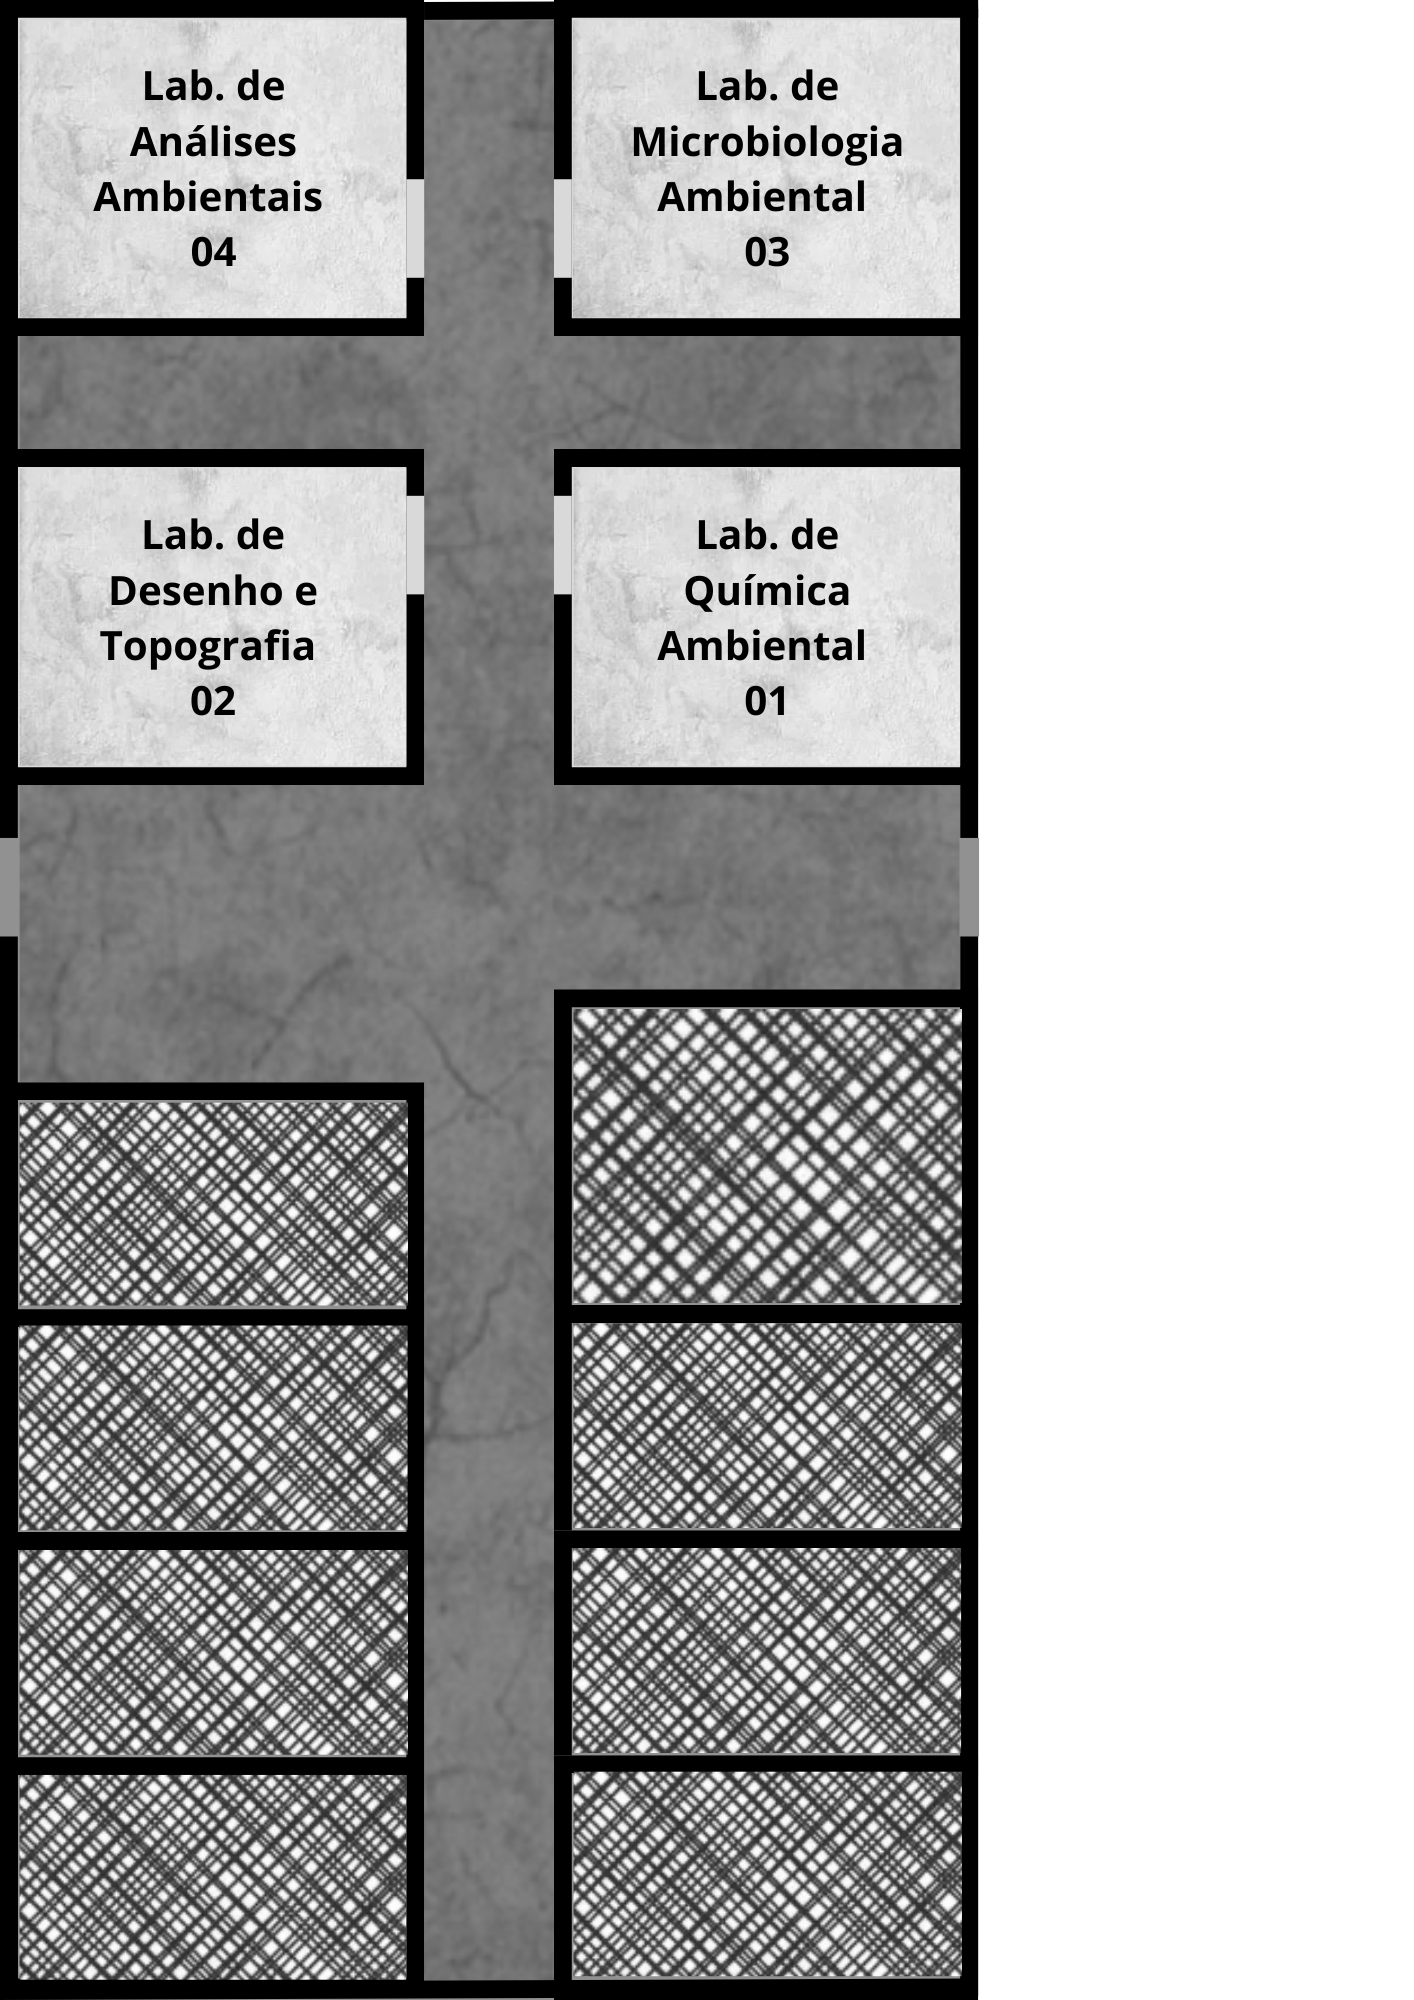 Lab. de
Análises
Ambientais
04
Lab. de
Microbiologia
Ambiental
03
Lab. de
Desenho e
Topografia
02
Lab. de
Química
Ambiental
01